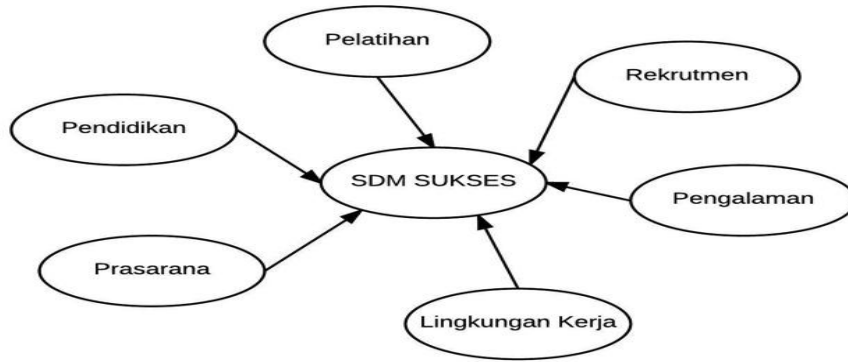 Pelatihan
Rekrutmen
Pendidikan
SDM SUKSES
Pengalaman
Prasarana
Lingkungan Kerja